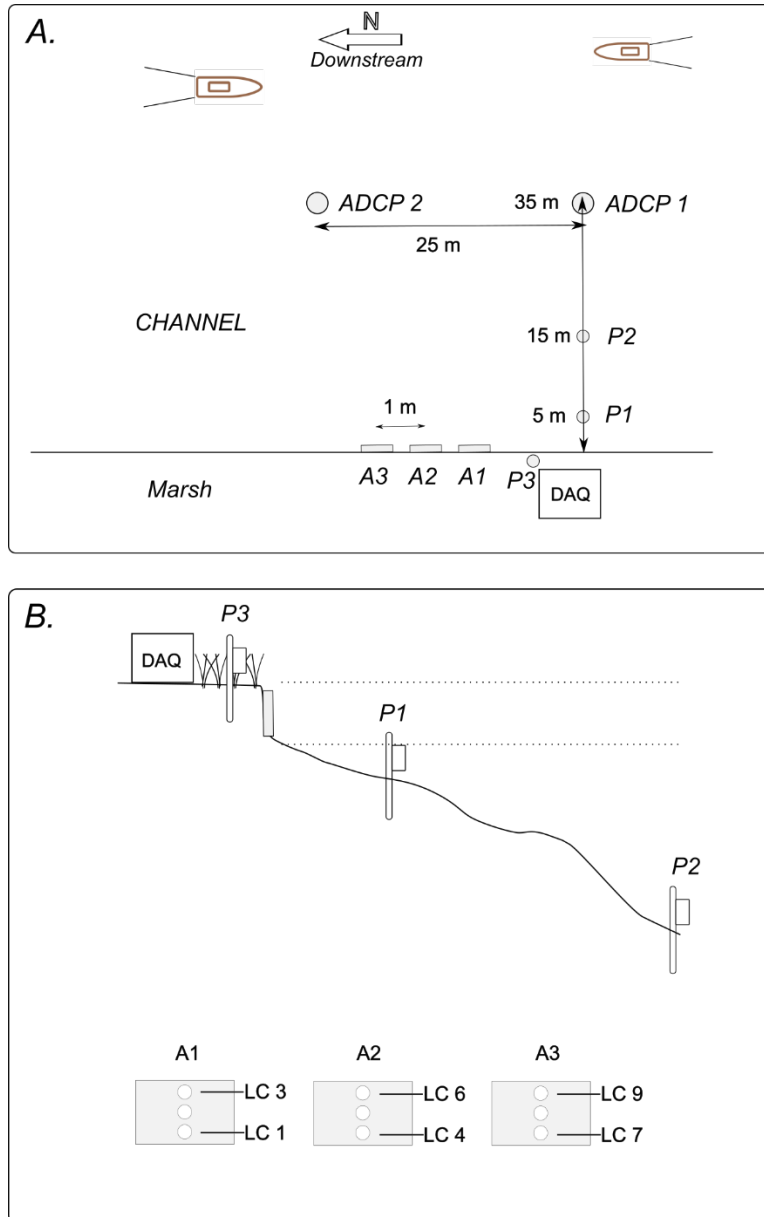 A.
N
Downstream
ADCP 2
35 m
ADCP 1
25 m
CHANNEL
15 m
P2
1 m
5 m
P1
Marsh
A3
A2
A1
P3
DAQ
B.
P3
DAQ
P1
P2
A1
A2
A3
LC 3
LC 6
LC 9
LC 1
LC 4
LC 7